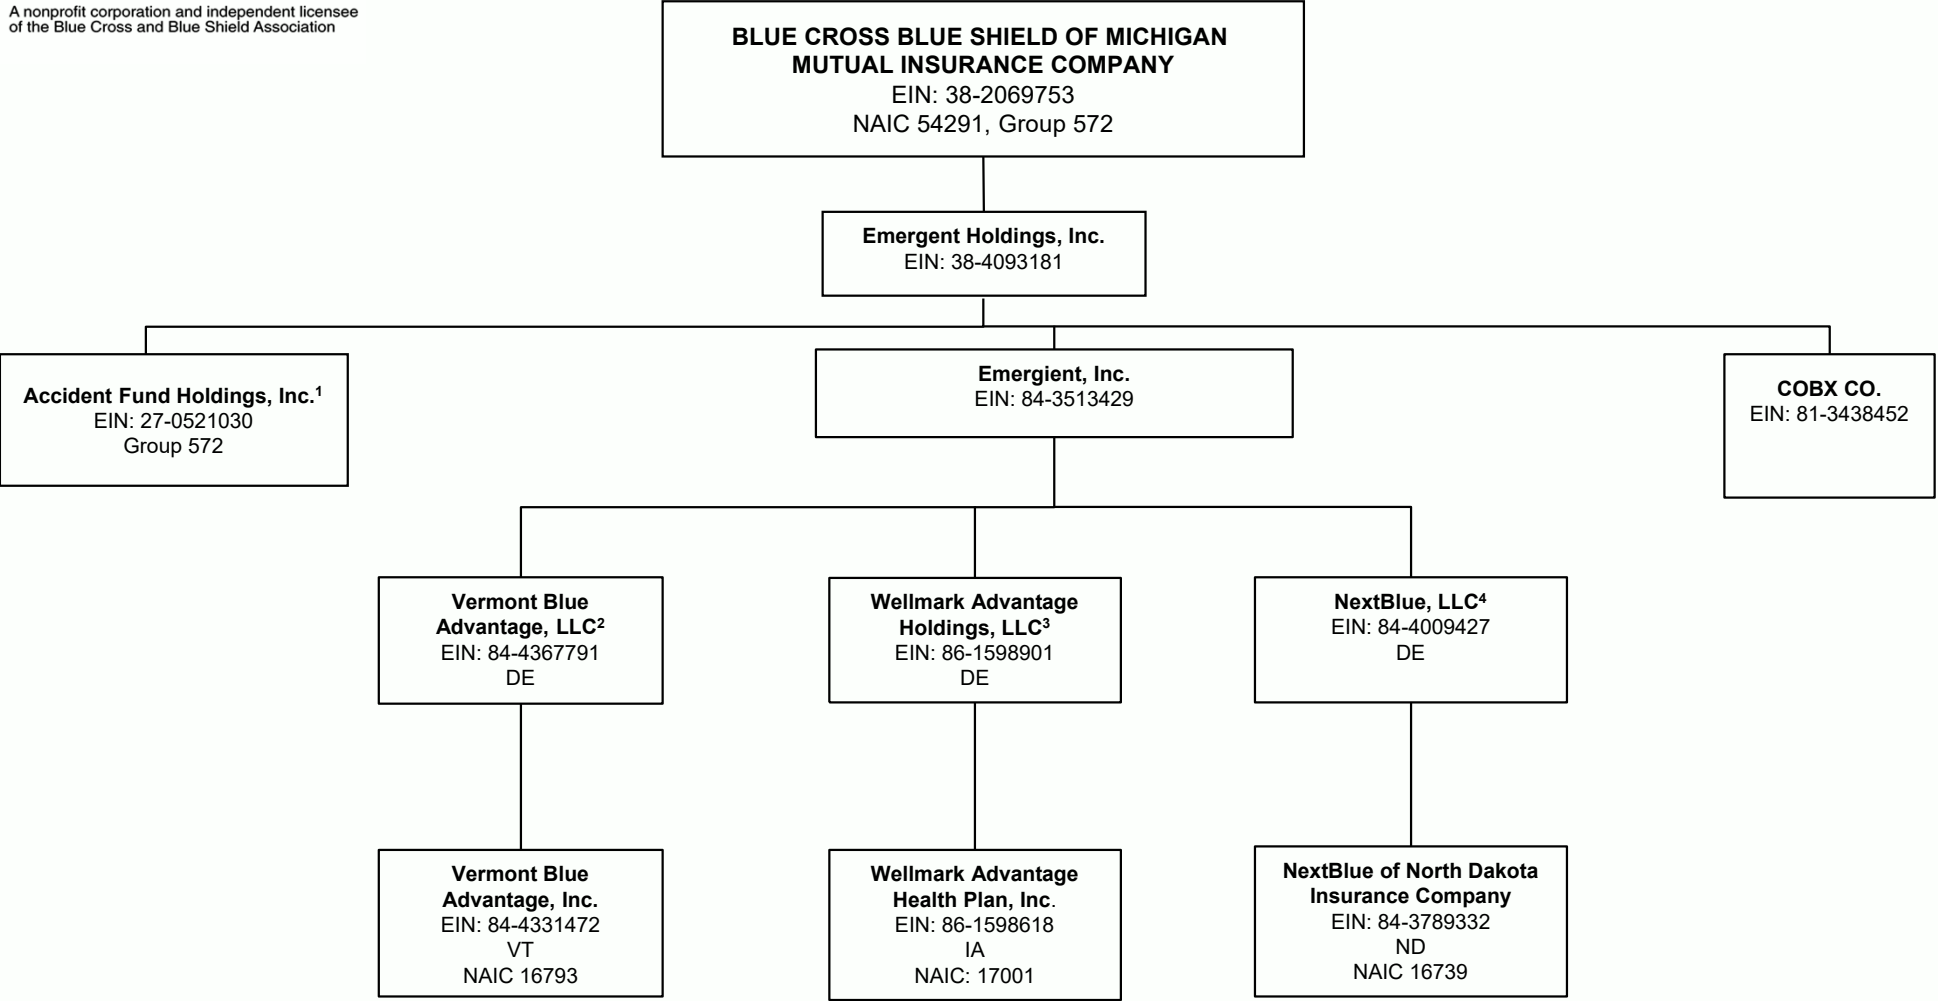 A nonprofit corporation and independent licensee
of the Blue Cross and Blue Shield Association
BLUE CROSS BLUE SHIELD OF MICHIGAN
MUTUAL INSURANCE COMPANY
EIN: 38-2069753
NAIC 54291, Group 572
Emergent Holdings, Inc.
EIN: 38-4093181
Accident Fund Holdings, Inc.¹
EIN: 27-0521030
Group 572
Emergient, Inc.
EIN: 84-3513429
COBX CO.
EIN: 81-3438452
Vermont Blue
Advantage, LLC²
EIN: 84-4367791
DE
Wellmark Advantage
Holdings, LLC³
EIN: 86-1598901
DE
NextBlue, LLC⁴
EIN: 84-4009427
DE
Vermont Blue
Advantage, Inc.
EIN: 84-4331472
VT
NAIC 16793
Wellmark Advantage
Health Plan, Inc.
EIN: 86-1598618
IA
NAIC: 17001
NextBlue of North Dakota
Insurance Company
EIN: 84-3789332
ND
NAIC 16739